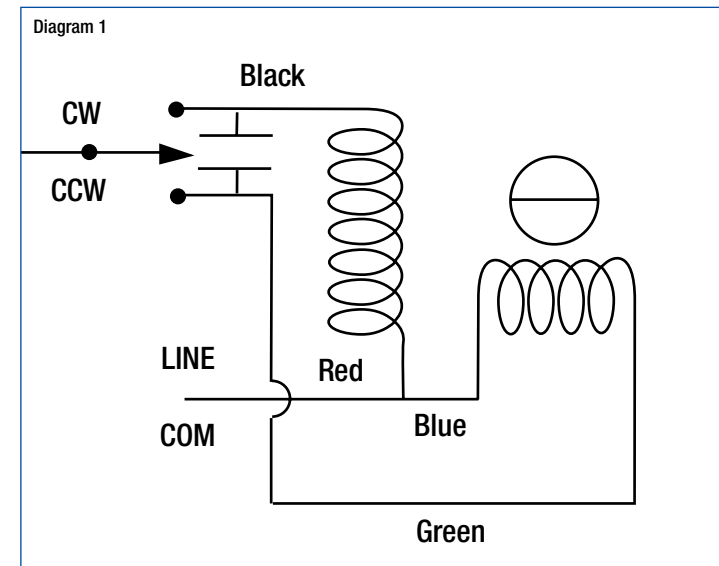 Diagram 1
Black
CW
CCW
LINE
Red
COM
Blue
Green